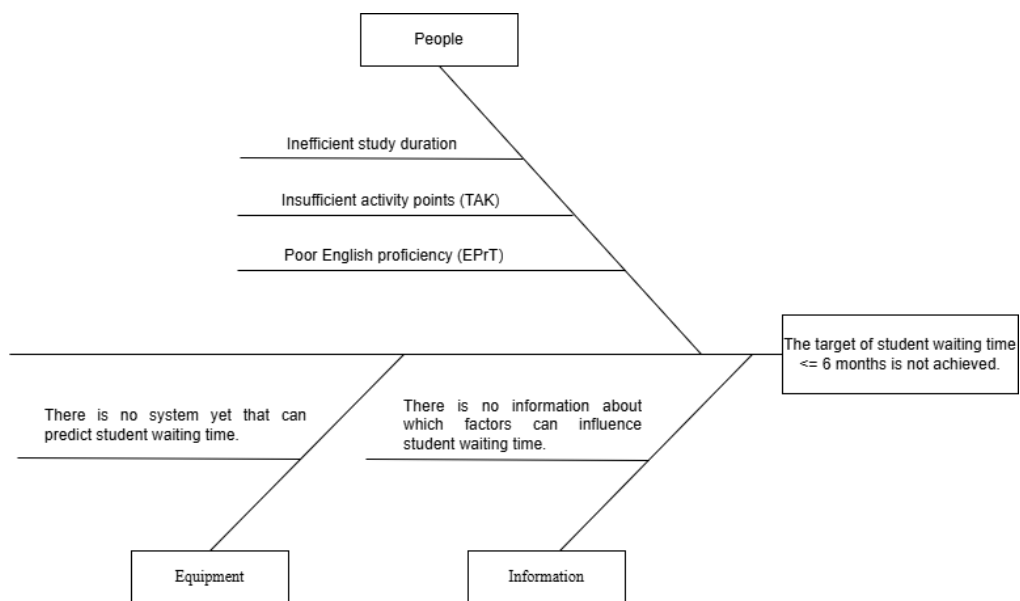 People
Inefficient study duration
Insufficient activity points (TAK)
Poor English proficiency (EPrT)
The target of student waiting time
<= 6 months is not achieved.
There is no system yet that can
predict student waiting time.
There is no information about
which factors can influence
student waiting time.
Equipment
Information